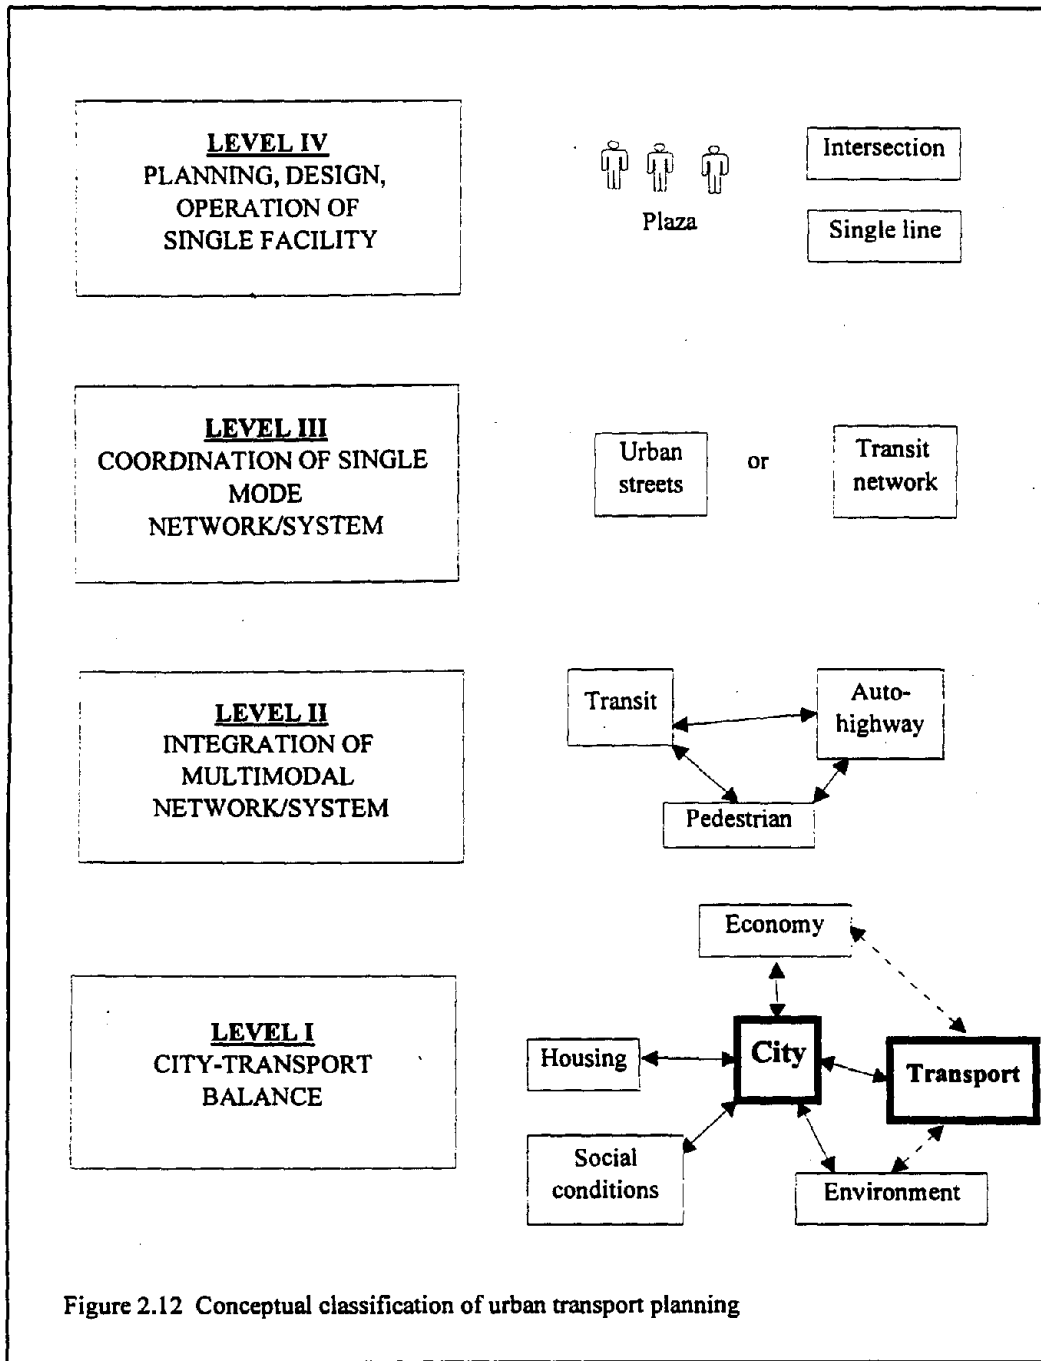 LEVEL IV
PLANNING, DESIGN,
OPERATION OF
SINGLE FACILITY
Plaza
Intersection
Single line
LEVEL III
COORDINATION OF SINGLE
MODE
NETWORK/SYSTEM
Urban
streets
or
Transit
network
LEVEL II
INTEGRATION OF
MULTIMODAL
NETWORK/SYSTEM
Transit
Auto-
highway
Pedestrian
LEVEL I
CITY-TRANSPORT
BALANCE
Economy
Housing
City
Transport
Social
conditions
Environment
Figure 2.12 Conceptual classification of urban transport planning